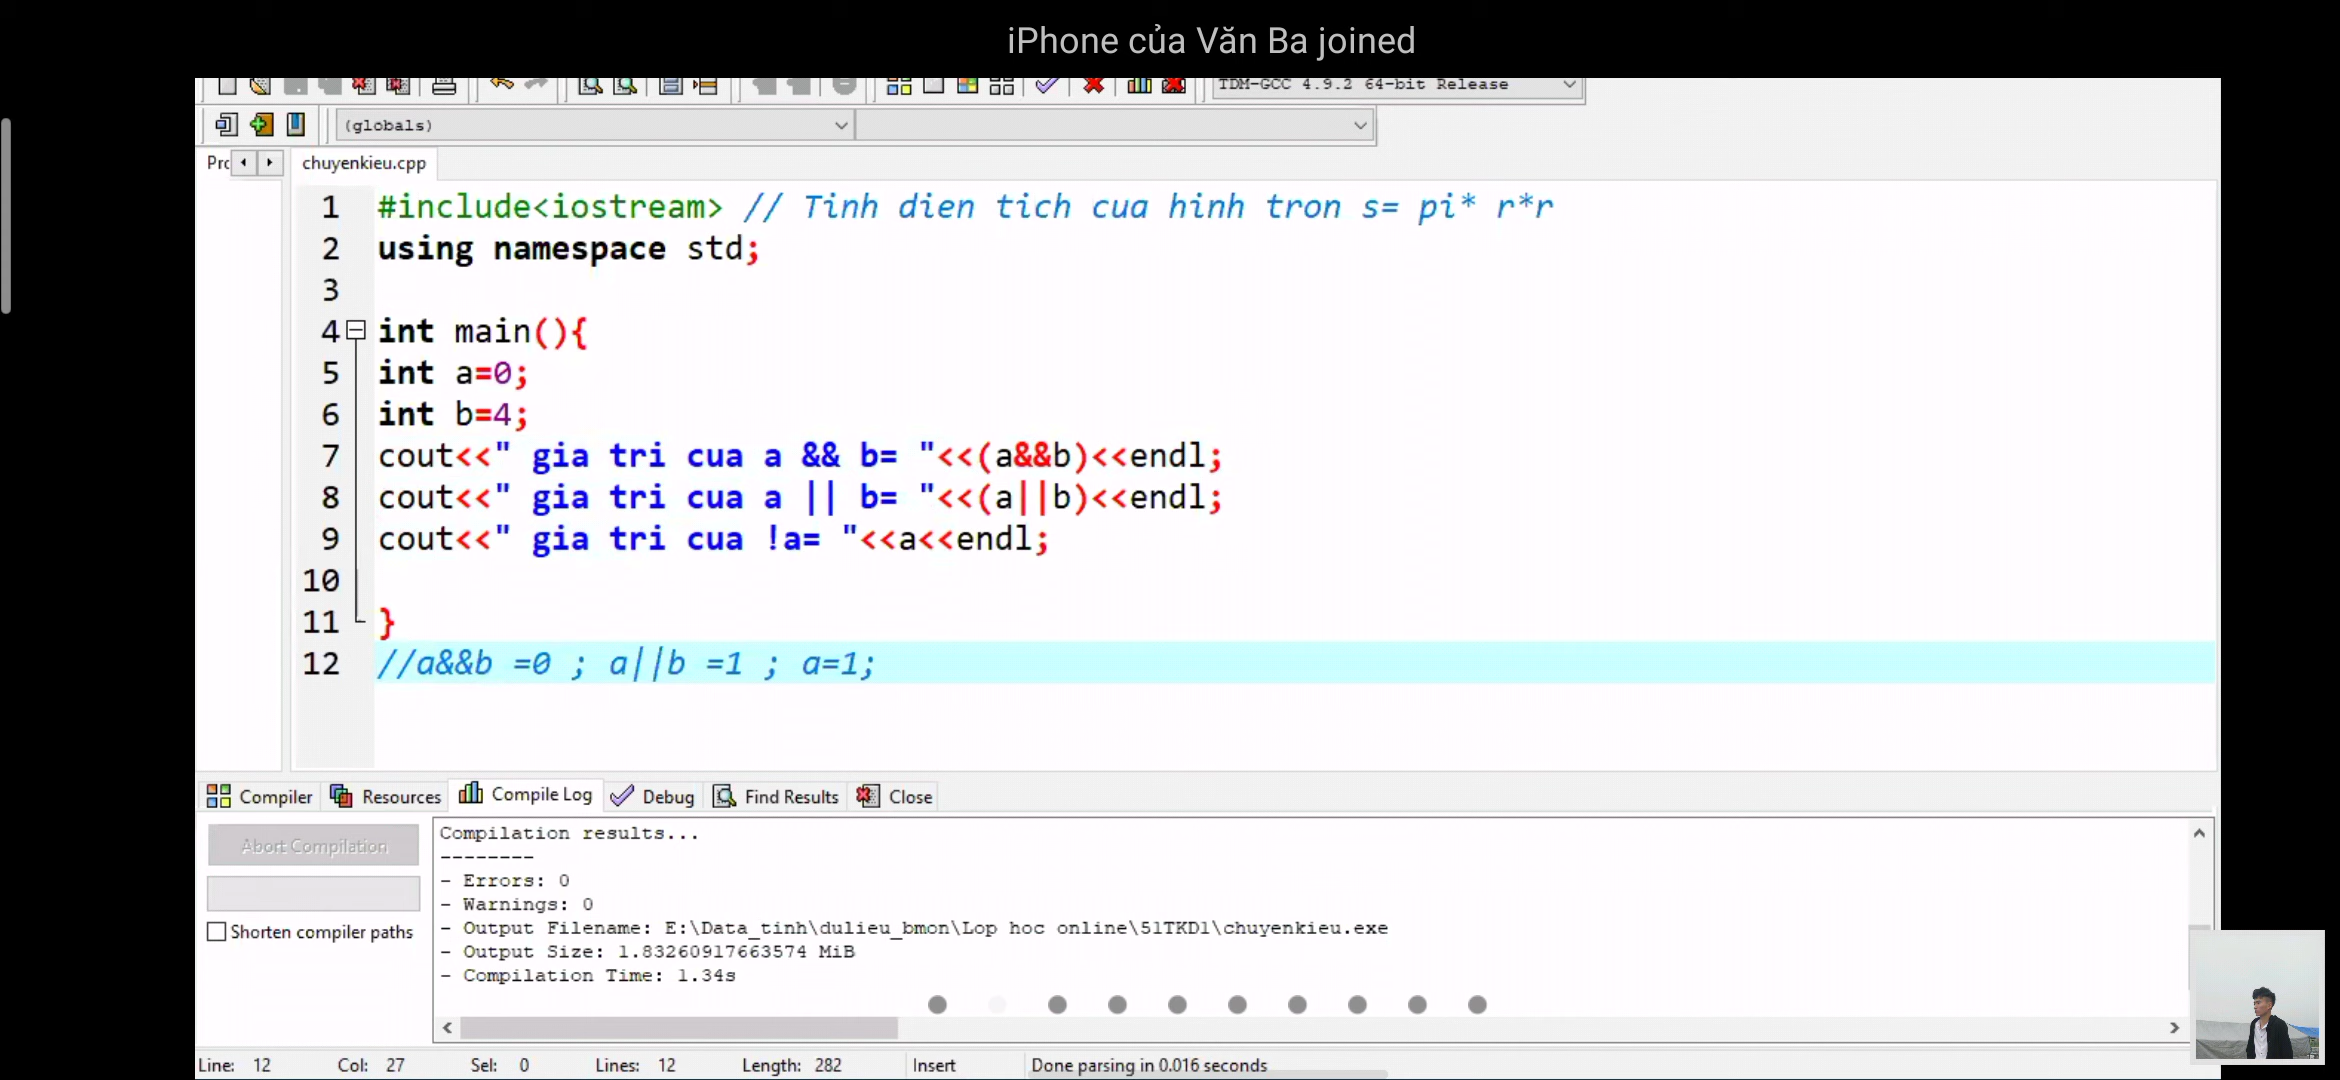 iPhone của Văn Ba joined
TDM-GCC 4.9.2 64-bit Release
(globals)
Prc chuyenkieu.cpp
1 #include<iostream> // Tinh dien tich cua hinh tron s= pi* r*r
2 using namespace std;
3
4 int main(){
5 int a=0;
6 int b=4;
7 cout<<" gia tri cua a && b= "<<(a&&b)<<endl;
8 cout<<" gia tri cua a || b= "<<(a||b)<<endl;
9 cout<<" gia tri cua !a= "<<a<<endl;
10
11 }
12 //a&&b =0 ; a||b =1 ; a=1;
Compiler Resources Compile Log Debug Find Results Close
Abort Compilation
Shorten compiler paths
Compilation results...
--------
- Errors: 0
- Warnings: 0
- Output Filename: E:\Data_tinh\dulieu_bmon\Lop hoc online\51TKD1\chuyenkieu.exe
- Output Size: 1.83260917663574 MiB
- Compilation Time: 1.34s
Line: 12 Col: 27 Sel: 0 Lines: 12 Length: 282 Insert Done parsing in 0.016 seconds